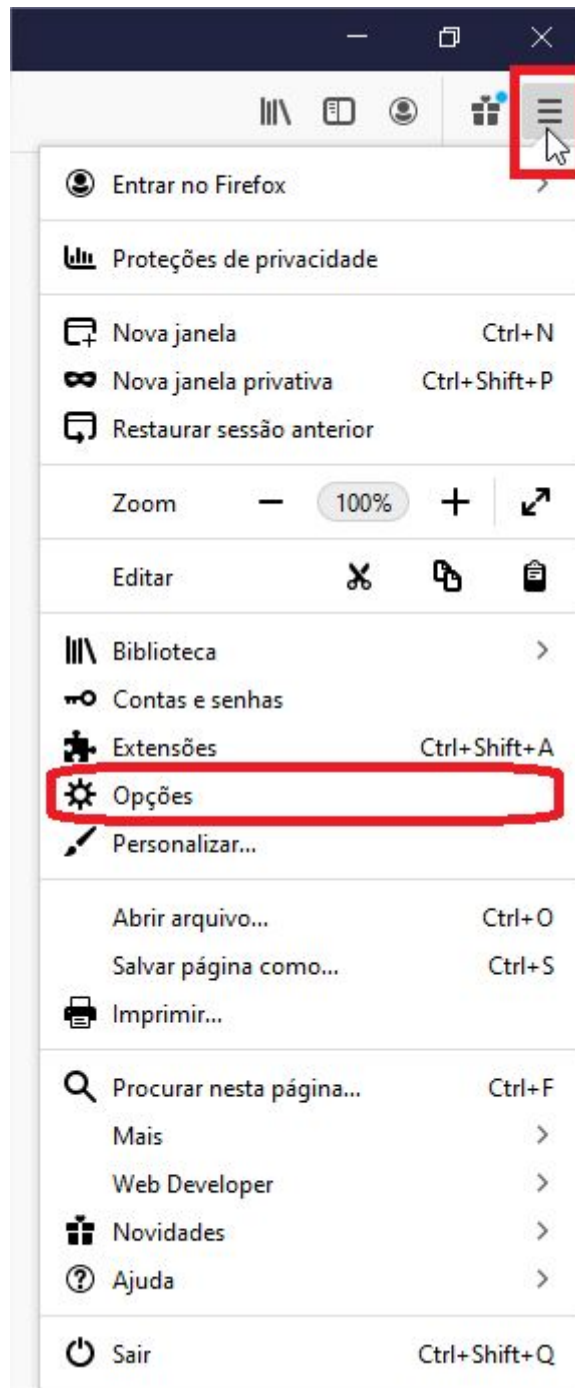 Entrar no Firefox
Proteções de privacidade
Nova janela Ctrl+N
Nova janela privativa Ctrl+Shift+P
Restaurar sessão anterior
Zoom 100%
Editar
Biblioteca
Contas e senhas
Extensões Ctrl+Shift+A
Opções
Personalizar...
Abrir arquivo... Ctrl+O
Salvar página como... Ctrl+S
Imprimir...
Procurar nesta página... Ctrl+F
Mais
Web Developer
Novidades
Ajuda
Sair Ctrl+Shift+Q